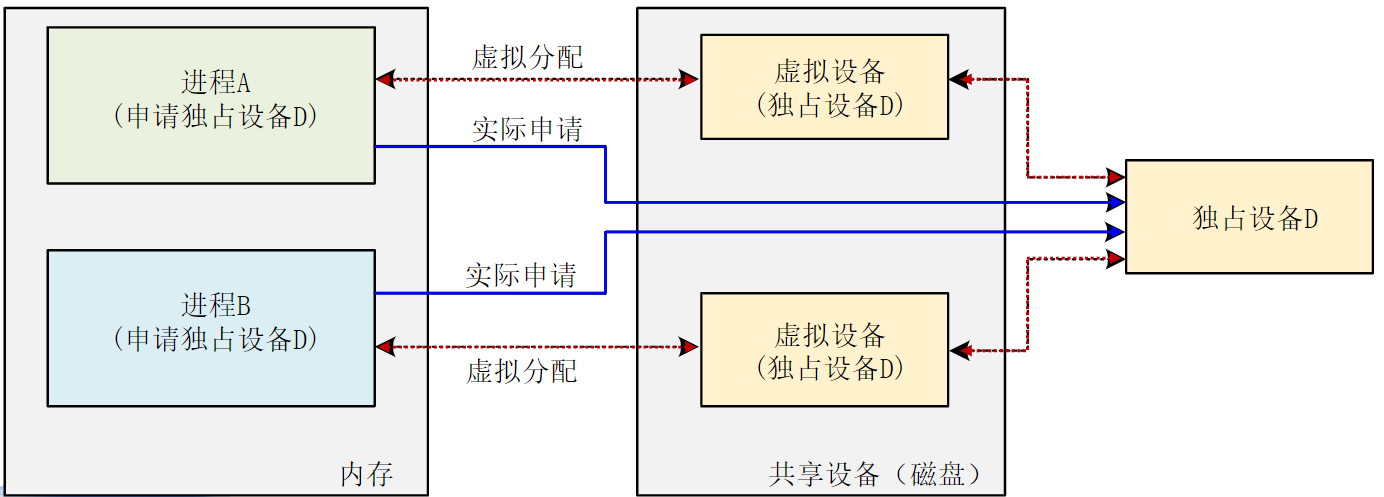 虚拟分配
进程A
(申请独占设备D)
虚拟设备
(独占设备D)
实际申请
独占设备D
实际申请
进程B
(申请独占设备D)
虚拟设备
(独占设备D)
虚拟分配
内存
共享设备（磁盘）